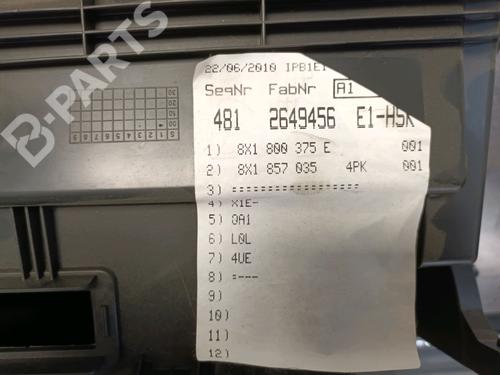 22/06/2010 IPB1E1
SeqNr FabNr A1
481 2649456 E1-H5K
1) 8X1 800 375 E 001
2) 8X1 857 035 4PK 001
3) ==================
4) X1E-
5) 0A1
6) L0L
7) 4UE
8) =---
9)
10)
11)
12)
B-PARTS